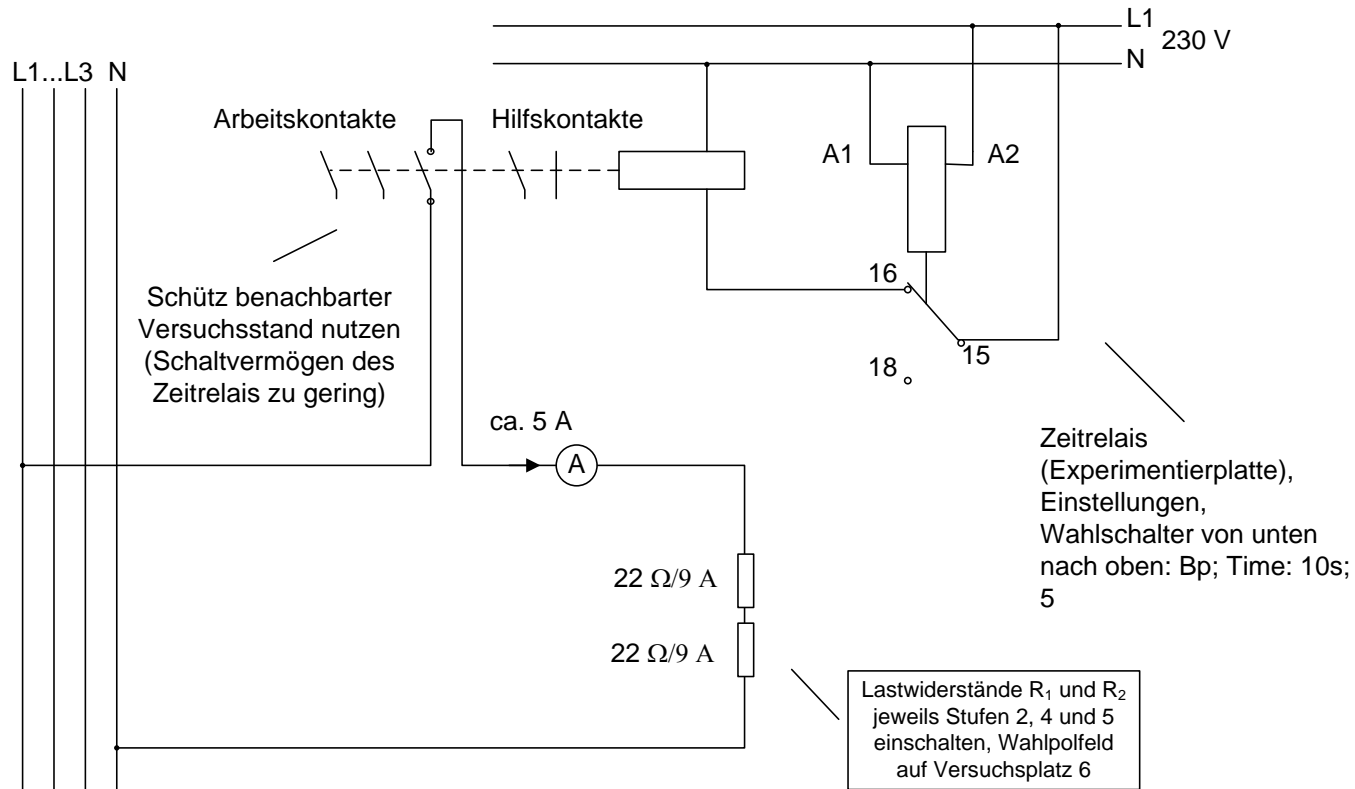 L1
230 V
N
L1...L3 N
Arbeitskontakte
Hilfskontakte
A1
A2
Schütz benachbarter
Versuchsstand nutzen
(Schaltvermögen des
Zeitrelais zu gering)
16
15
18
ca. 5 A
A
Zeitrelais
(Experimentierplatte),
Einstellungen,
Wahlschalter von unten
nach oben: Bp; Time: 10s;
5
22 Ω/9 A
22 Ω/9 A
Lastwiderstände R₁ und R₂
jeweils Stufen 2, 4 und 5
einschalten, Wahlpolfeld
auf Versuchsplatz 6